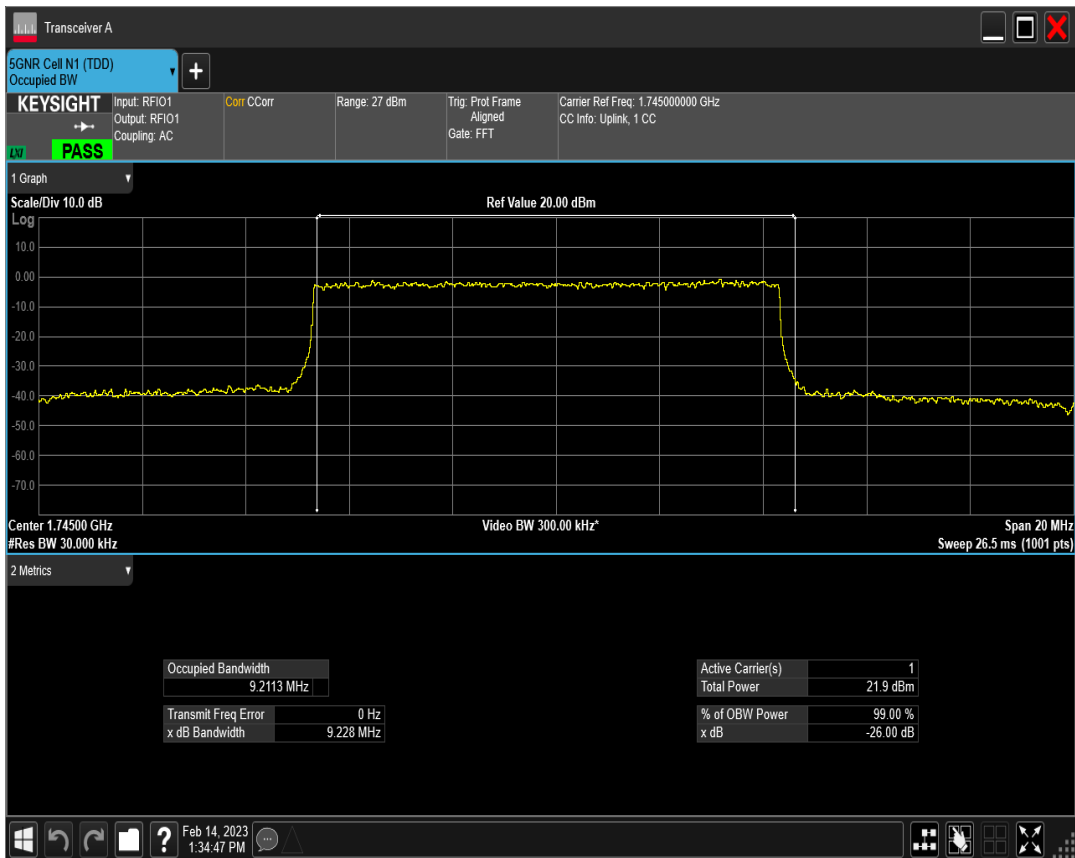 Transceiver A
5GNR Cell N1 (TDD)
Occupied BW
+
KEYSIGHT
LXI
PASS
Input: RFIO1
Output: RFIO1
Coupling: AC
Corr CCorr
Range: 27 dBm
Trig: Prot Frame
Aligned
Gate: FFT
Carrier Ref Freq: 1.745000000 GHz
CC Info: Uplink, 1 CC
1 Graph
Scale/Div 10.0 dB
Ref Value 20.00 dBm
Log
10.0
0.00
-10.0
-20.0
-30.0
-40.0
-50.0
-60.0
-70.0
Center 1.74500 GHz
Video BW 300.00 kHz*
Span 20 MHz
#Res BW 30.000 kHz
Sweep 26.5 ms (1001 pts)
2 Metrics
Occupied Bandwidth
9.2113 MHz
Transmit Freq Error 0 Hz
x dB Bandwidth 9.228 MHz
Active Carrier(s) 1
Total Power 21.9 dBm
% of OBW Power 99.00 %
x dB -26.00 dB
?
Feb 14, 2023
1:34:47 PM